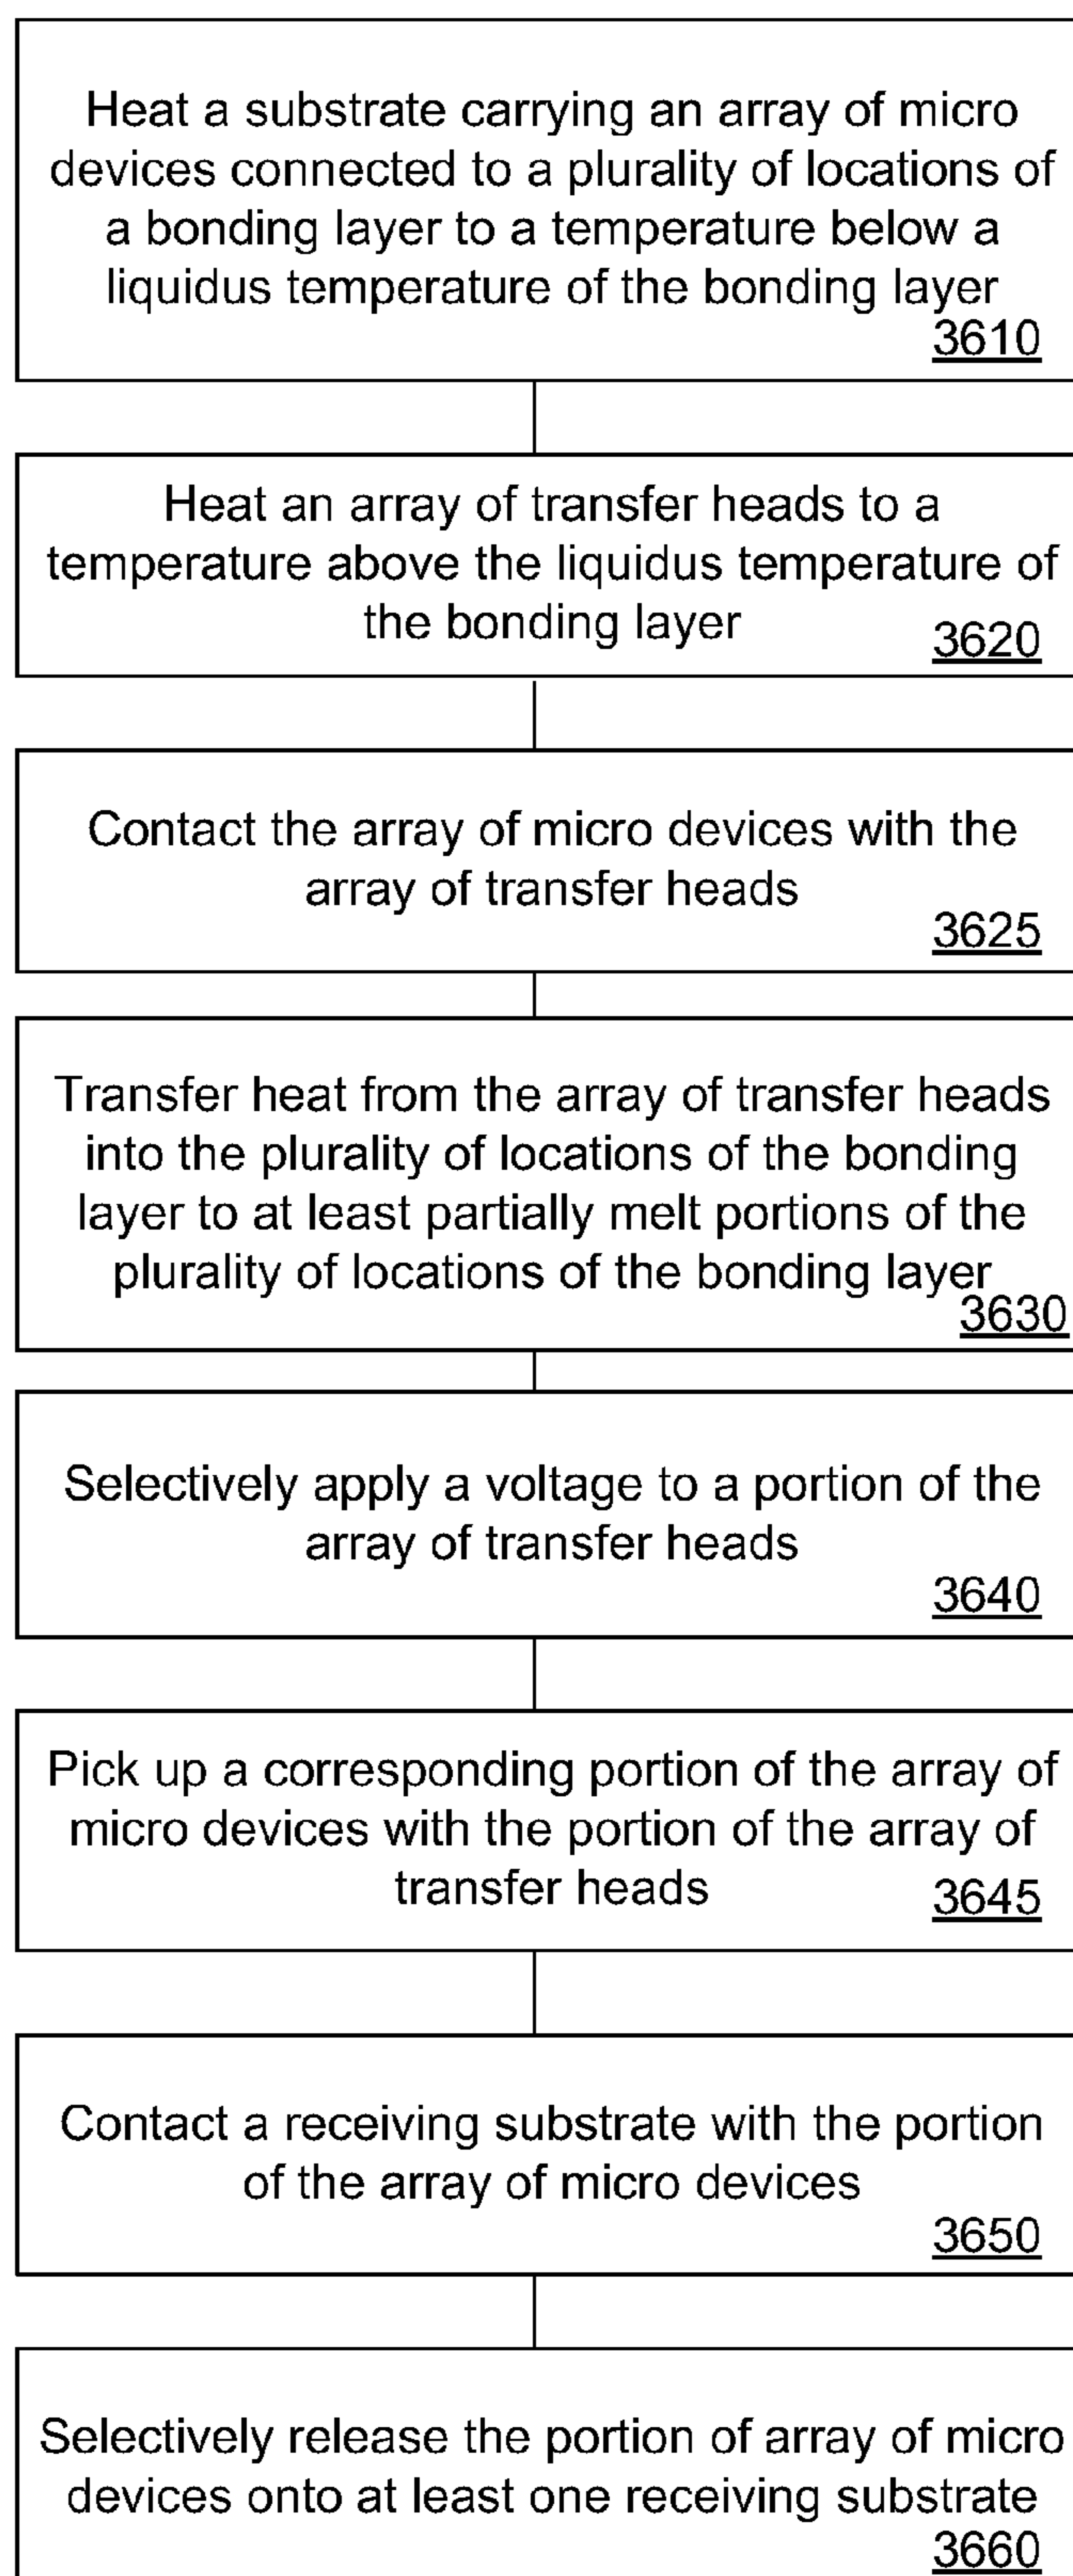 Heat a substrate carrying an array of micro
devices connected to a plurality of locations of
a bonding layer to a temperature below a
liquidus temperature of the bonding layer
3610
Heat an array of transfer heads to a
temperature above the liquidus temperature of
the bonding layer
3620
Contact the array of micro devices with the
array of transfer heads
3625
Transfer heat from the array of transfer heads
into the plurality of locations of the bonding
layer to at least partially melt portions of the
plurality of locations of the bonding layer
3630
Selectively apply a voltage to a portion of the
array of transfer heads
3640
Pick up a corresponding portion of the array of
micro devices with the portion of the array of
transfer heads
3645
Contact a receiving substrate with the portion
of the array of micro devices
3650
Selectively release the portion of array of micro
devices onto at least one receiving substrate
3660